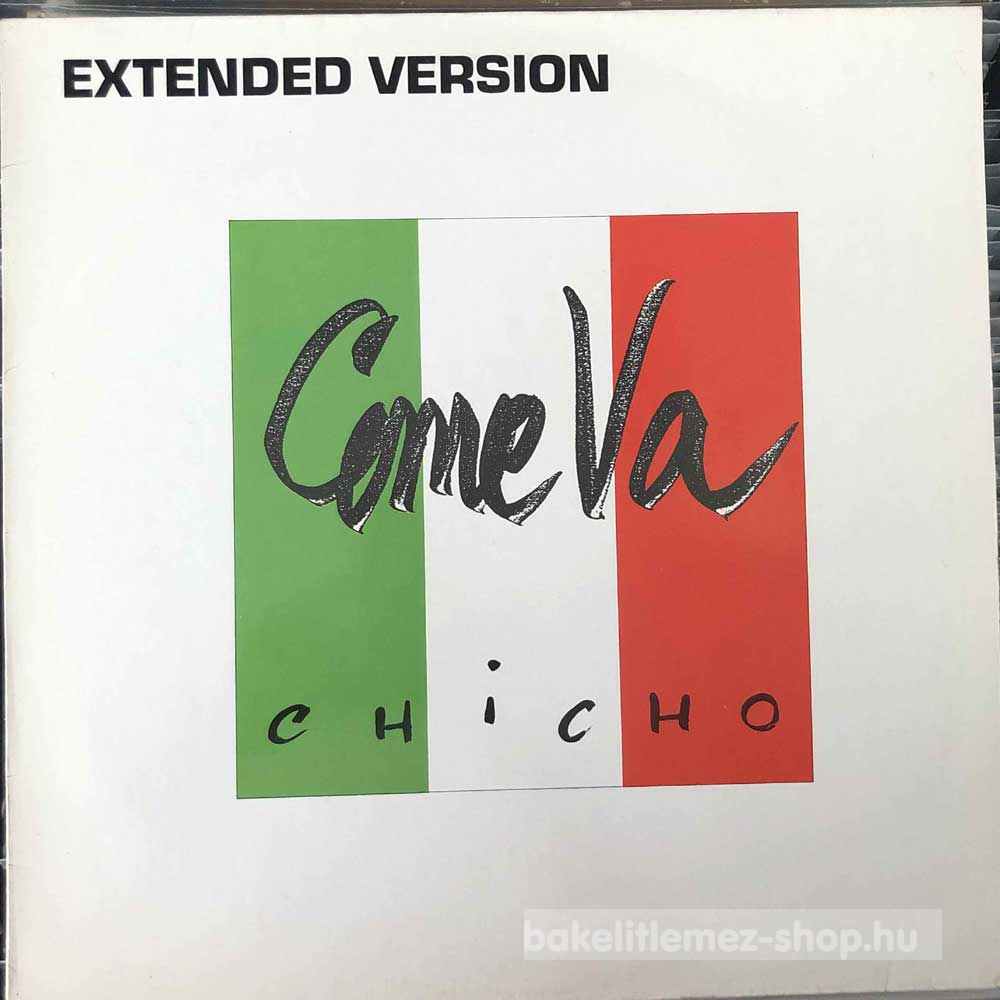 EXTENDED VERSION
Come Va
CHiCHO
bakelitlemez-shop.hu